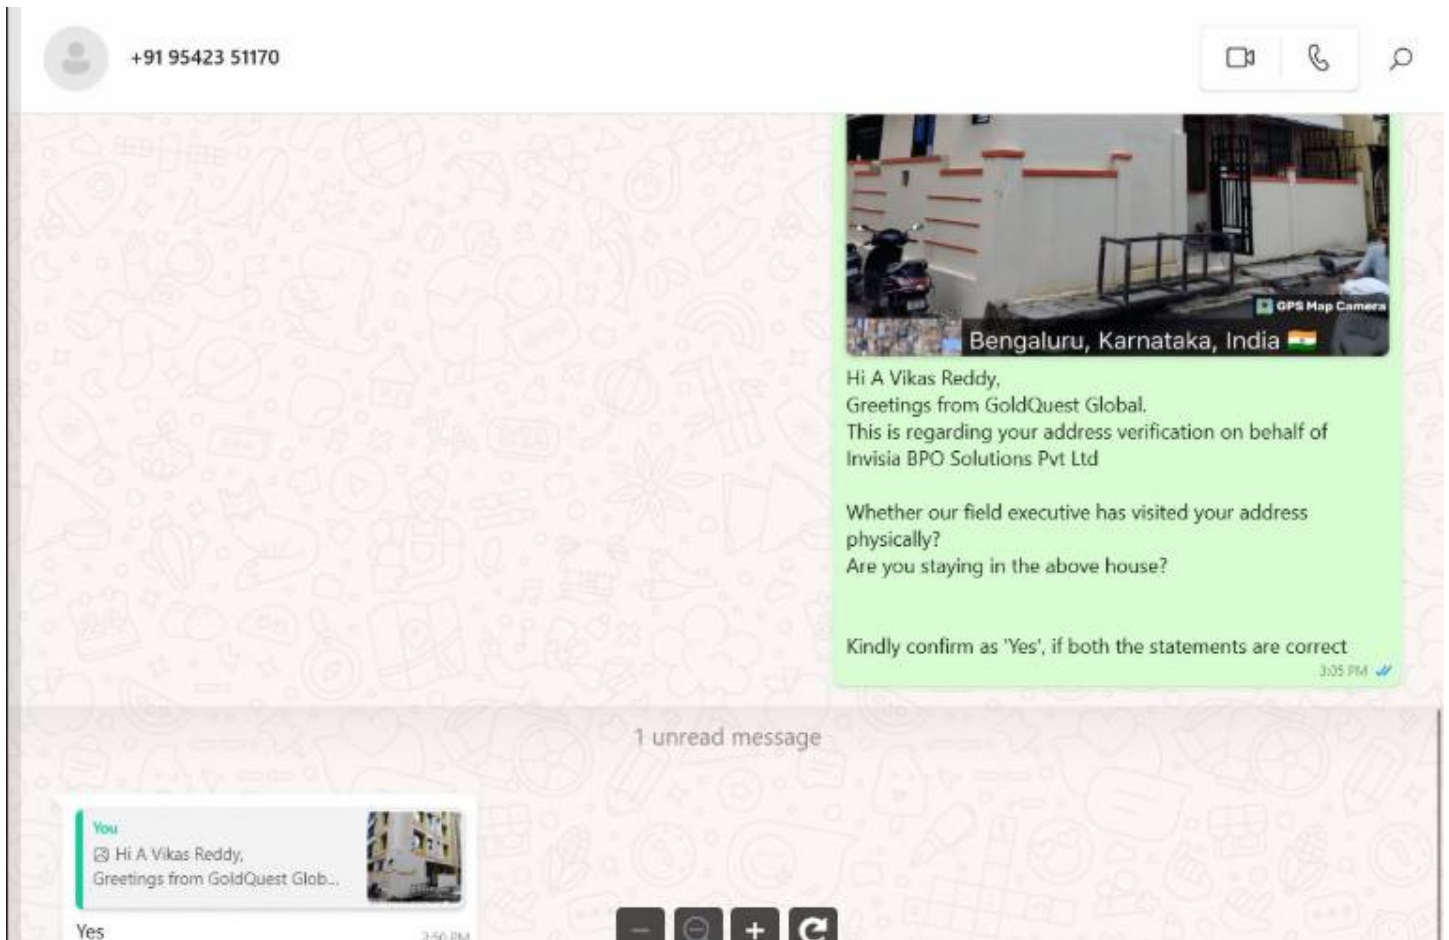 +91 95423 51170
GPS Map Camera
Bengaluru, Karnataka, India
Hi A Vikas Reddy,
Greetings from GoldQuest Global.
This is regarding your address verification on behalf of
Invisia BPO Solutions Pvt Ltd
Whether our field executive has visited your address
physically?
Are you staying in the above house?
Kindly confirm as 'Yes', if both the statements are correct
3:05 PM
1 unread message
You
Hi A Vikas Reddy,
Greetings from GoldQuest Glob...
Yes
3:50 PM